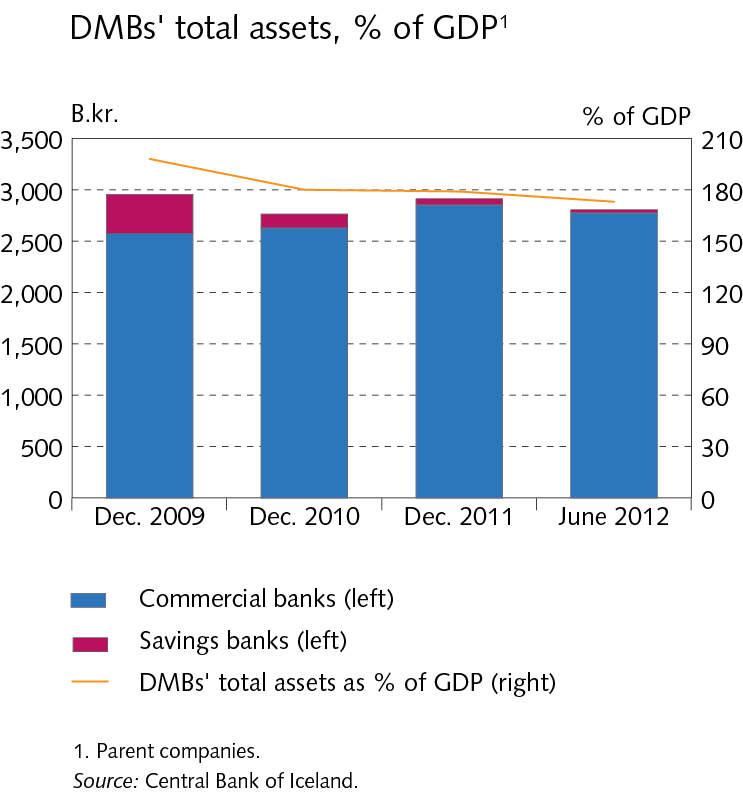 DMBs' total assets, % of GDP¹
B.kr. % of GDP
3,500 210
3,000 180
2,500 150
2,000 120
1,500 90
1,000 60
500 30
0 0
Dec. 2009 Dec. 2010 Dec. 2011 June 2012
Commercial banks (left)
Savings banks (left)
DMBs' total assets as % of GDP (right)
1. Parent companies.
Source: Central Bank of Iceland.